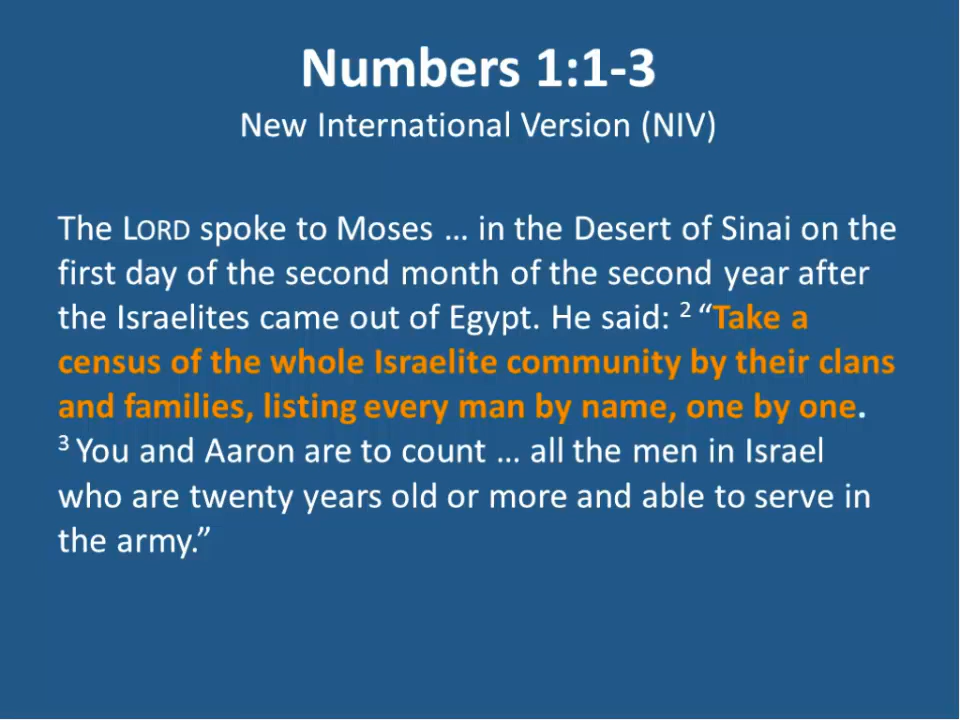 Numbers 1:1-3
New International Version (NIV)
The LORD spoke to Moses … in the Desert of Sinai on the
first day of the second month of the second year after
the Israelites came out of Egypt. He said: 2 “Take a
census of the whole Israelite community by their clans
and families, listing every man by name, one by one.
3 You and Aaron are to count … all the men in Israel
who are twenty years old or more and able to serve in
the army.”